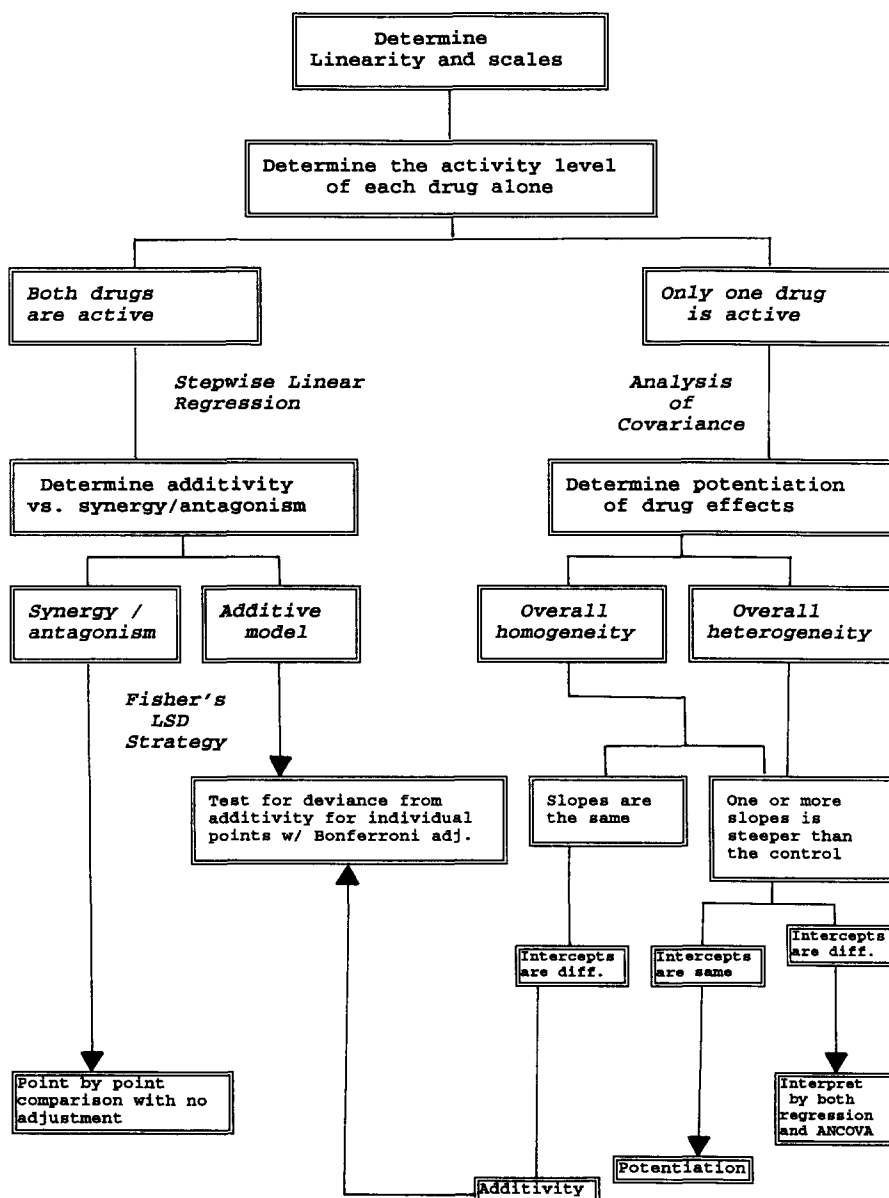 Determine
Linearity and scales
Determine the activity level
of each drug alone
Both drugs
are active
Only one drug
is active
Stepwise Linear
Regression
Analysis
of
Covariance
Determine additivity
vs. synergy/antagonism
Determine potentiation
of drug effects
Synergy /
antagonism
Additive
model
Overall
homogeneity
Overall
heterogeneity
Fisher's
LSD
Strategy
Test for deviance from
additivity for individual
points w/ Bonferroni adj.
Slopes are
the same
One or more
slopes is
steeper than
the control
Intercepts
are diff.
Intercepts
are same
Intercepts
are diff.
Point by point
comparison with no
adjustment
Interpret
by both
regression
and ANCOVA
Potentiation
Additivity